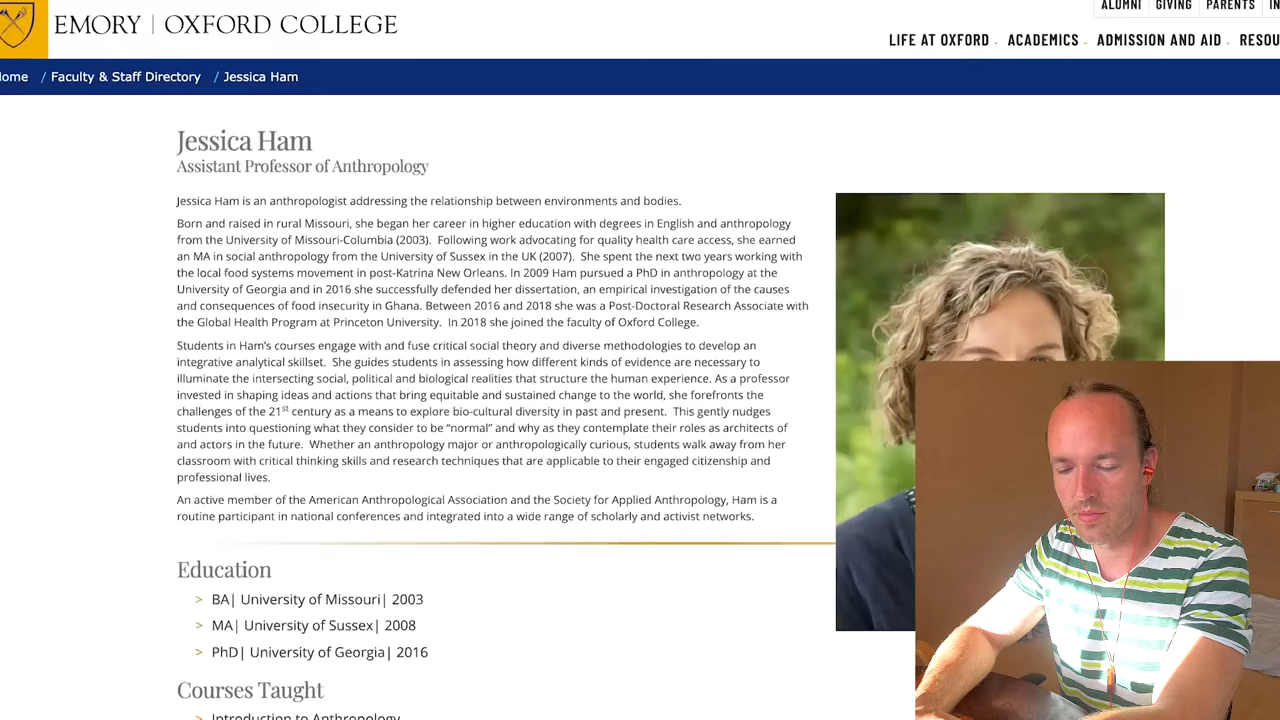 ALUMNI GIVING PARENTS
EMORY | OXFORD COLLEGE
LIFE AT OXFORD ACADEMICS ADMISSION AND AID
/ Faculty & Staff Directory / Jessica Ham
Jessica Ham
Assistant Professor of Anthropology
Jessica Ham is an anthropologist addressing the relationship between environments and bodies.
Born and raised in rural Missouri, she began her career in higher education with degrees in English and anthropology
from the University of Missouri-Columbia (2003). Following work advocating for quality health care access, she earned
an MA in social anthropology from the University of Sussex in the UK (2007). She spent the next two years working with
the local food systems movement in post-Katrina New Orleans. In 2009 Ham pursued a PhD in anthropology at the
University of Georgia and in 2016 she successfully defended her dissertation, an empirical investigation of the causes
and consequences of food insecurity in Ghana. Between 2016 and 2018 she was a Post-Doctoral Research Associate with
the Global Health Program at Princeton University. In 2018 she joined the faculty of Oxford College.
Students in Ham's courses engage with and fuse critical social theory and diverse methodologies to develop an
integrative analytical skillset. She guides students in assessing how different kinds of evidence are necessary to
illuminate the intersecting social, political and biological realities that structure the human experience. As a professor
invested in shaping ideas and actions that bring equitable and sustained change to the world, she forefronts the
challenges of the 21st century as a means to explore bio-cultural diversity in past and present. This gently nudges
students into questioning what they consider to be "normal" and why as they contemplate their roles as architects of
and actors in the future. Whether an anthropology major or anthropologically curious, students walk away from her
classroom with critical thinking skills and research techniques that are applicable to their engaged citizenship and
professional lives.
An active member of the American Anthropological Association and the Society for Applied Anthropology, Ham is a
routine participant in national conferences and integrated into a wide range of scholarly and activist networks.
Education
> BA| University of Missouri| 2003
> MA| University of Sussex| 2008
> PhD| University of Georgia| 2016
Courses Taught
> Introduction to Anthropology